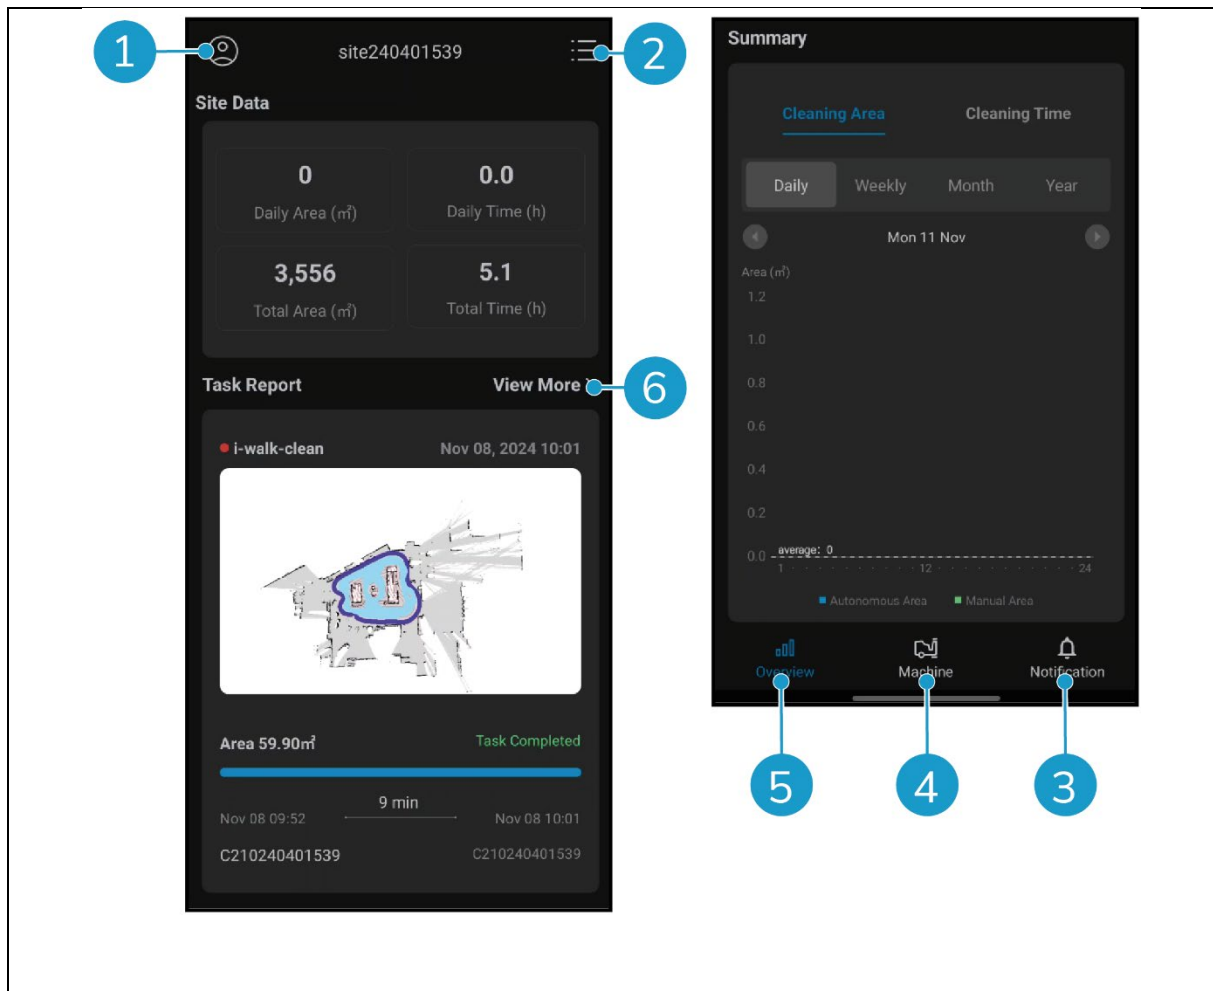 1
site240401539
2
Site Data
0
0.0
Daily Area (㎡)
Daily Time (h)
3,556
5.1
Total Area (㎡)
Total Time (h)
Task Report
View More
6
i-walk-clean
Nov 08, 2024 10:01
Area 59.90㎡
Task Completed
9 min
Nov 08 09:52
Nov 08 10:01
C210240401539
C210240401539
Summary
Cleaning Area
Cleaning Time
Daily
Weekly
Month
Year
Mon 11 Nov
Area (㎡)
1.2
1.0
0.8
0.6
0.4
0.2
0.0
average: 0
1
12
24
Autonomous Area
Manual Area
Overview
Machine
Notification
5
4
3